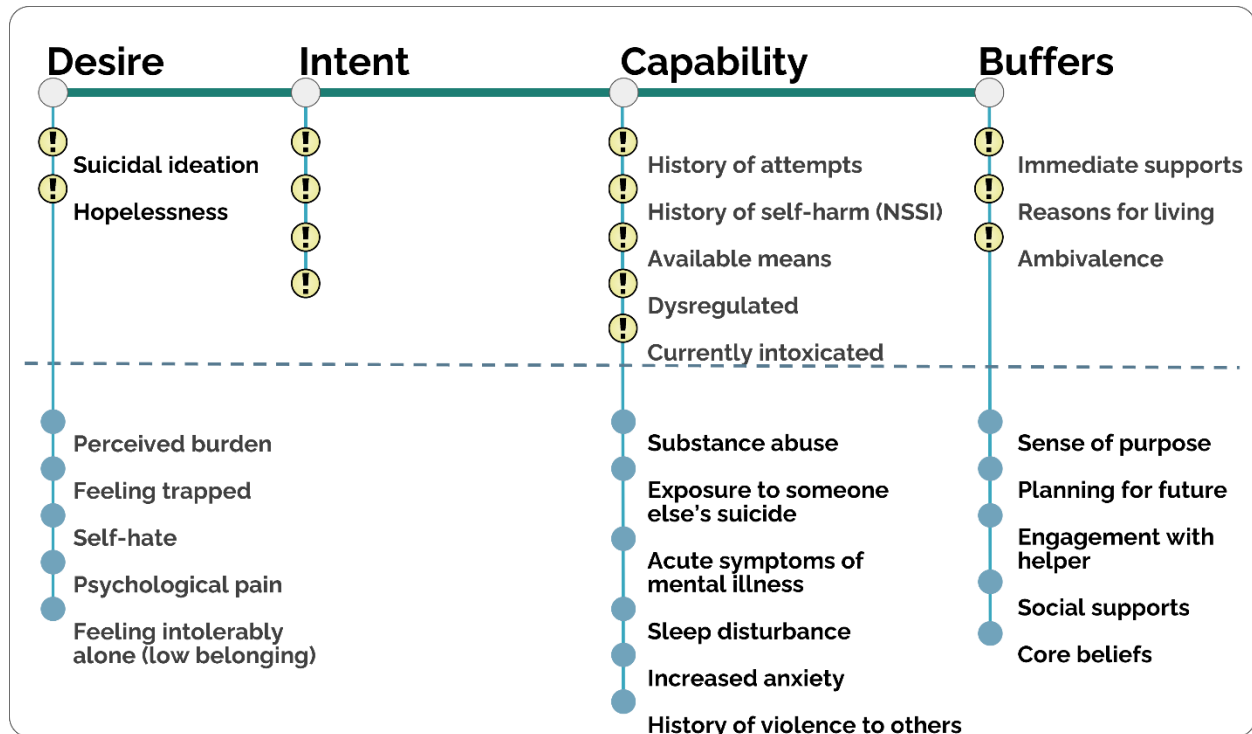 Desire
Intent
Capability
Buffers
!
Suicidal ideation
!
Hopelessness
!
!
!
!
!
History of attempts
!
History of self-harm (NSSI)
!
Available means
!
Dysregulated
!
Currently intoxicated
!
Immediate supports
!
Reasons for living
!
Ambivalence
Perceived burden
Feeling trapped
Self-hate
Psychological pain
Feeling intolerably
alone (low belonging)
Substance abuse
Exposure to someone
else's suicide
Acute symptoms of
mental illness
Sleep disturbance
Increased anxiety
History of violence to others
Sense of purpose
Planning for future
Engagement with
helper
Social supports
Core beliefs